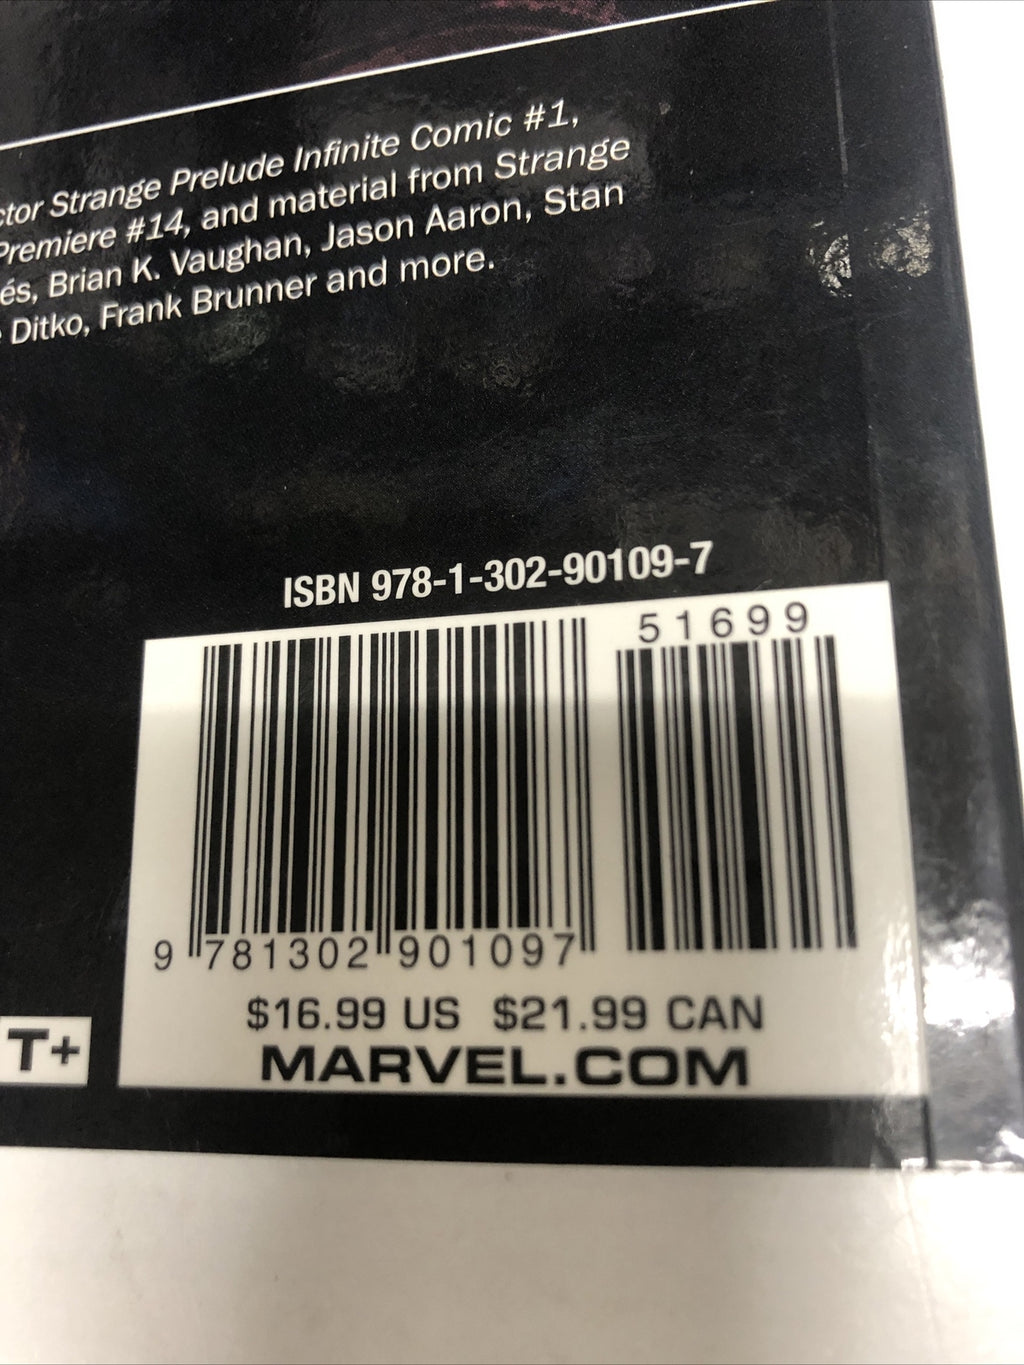 ctor Strange Prelude Infinite Comic #1,
Premiere #14, and material from Strange
és, Brian K. Vaughan, Jason Aaron, Stan
Ditko, Frank Brunner and more.
ISBN 978-1-302-90109-7
51699
9 781302 901097
$16.99 US $21.99 CAN
T+
MARVEL.COM